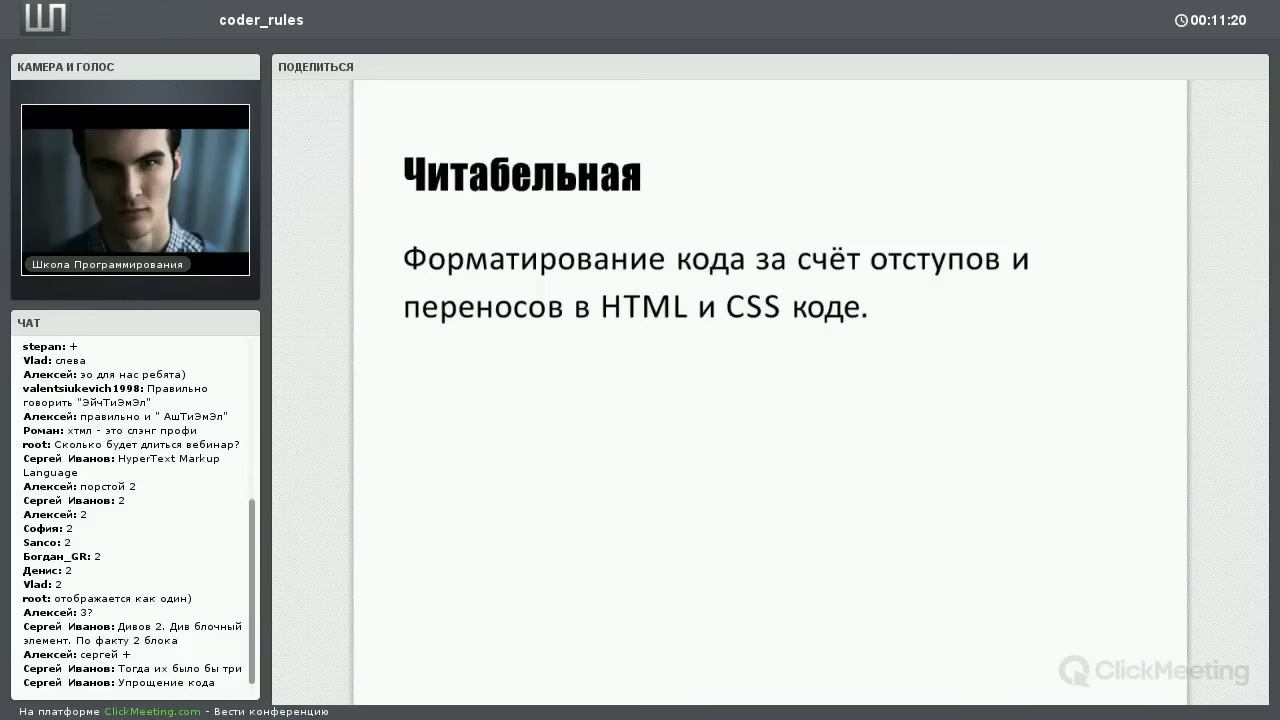 ШП
coder_rules
00:11:20
КАМЕРА И ГОЛОС
Школа Программирования
ЧАТ
stepan: +
Vlad: слева
Алексей: зо для нас ребята)
valentsiukevich1998: Правильно
говорить "ЭйчТиЭмЭл"
Алексей: правильно и " АшТиЭмЭл"
Роман: хтмл - это слэнг профи
root: Сколько будет длиться вебинар?
Сергей Иванов: HyperText Markup
Language
Алексей: порстой 2
Сергей Иванов: 2
Алексей: 2
София: 2
Sanco: 2
Богдан_GR: 2
Денис: 2
Vlad: 2
root: отображается как один)
Алексей: 3?
Сергей Иванов: Дивов 2. Див блочный
элемент. По факту 2 блока
Алексей: сергей +
Сергей Иванов: Тогда их было бы три
Сергей Иванов: Упрощение кода
ПОДЕЛИТЬСЯ
Читабельная
Форматирование кода за счёт отступов и
переносов в HTML и CSS коде.
ClickMeeting
На платформе ClickMeeting.com - Вести конференцию